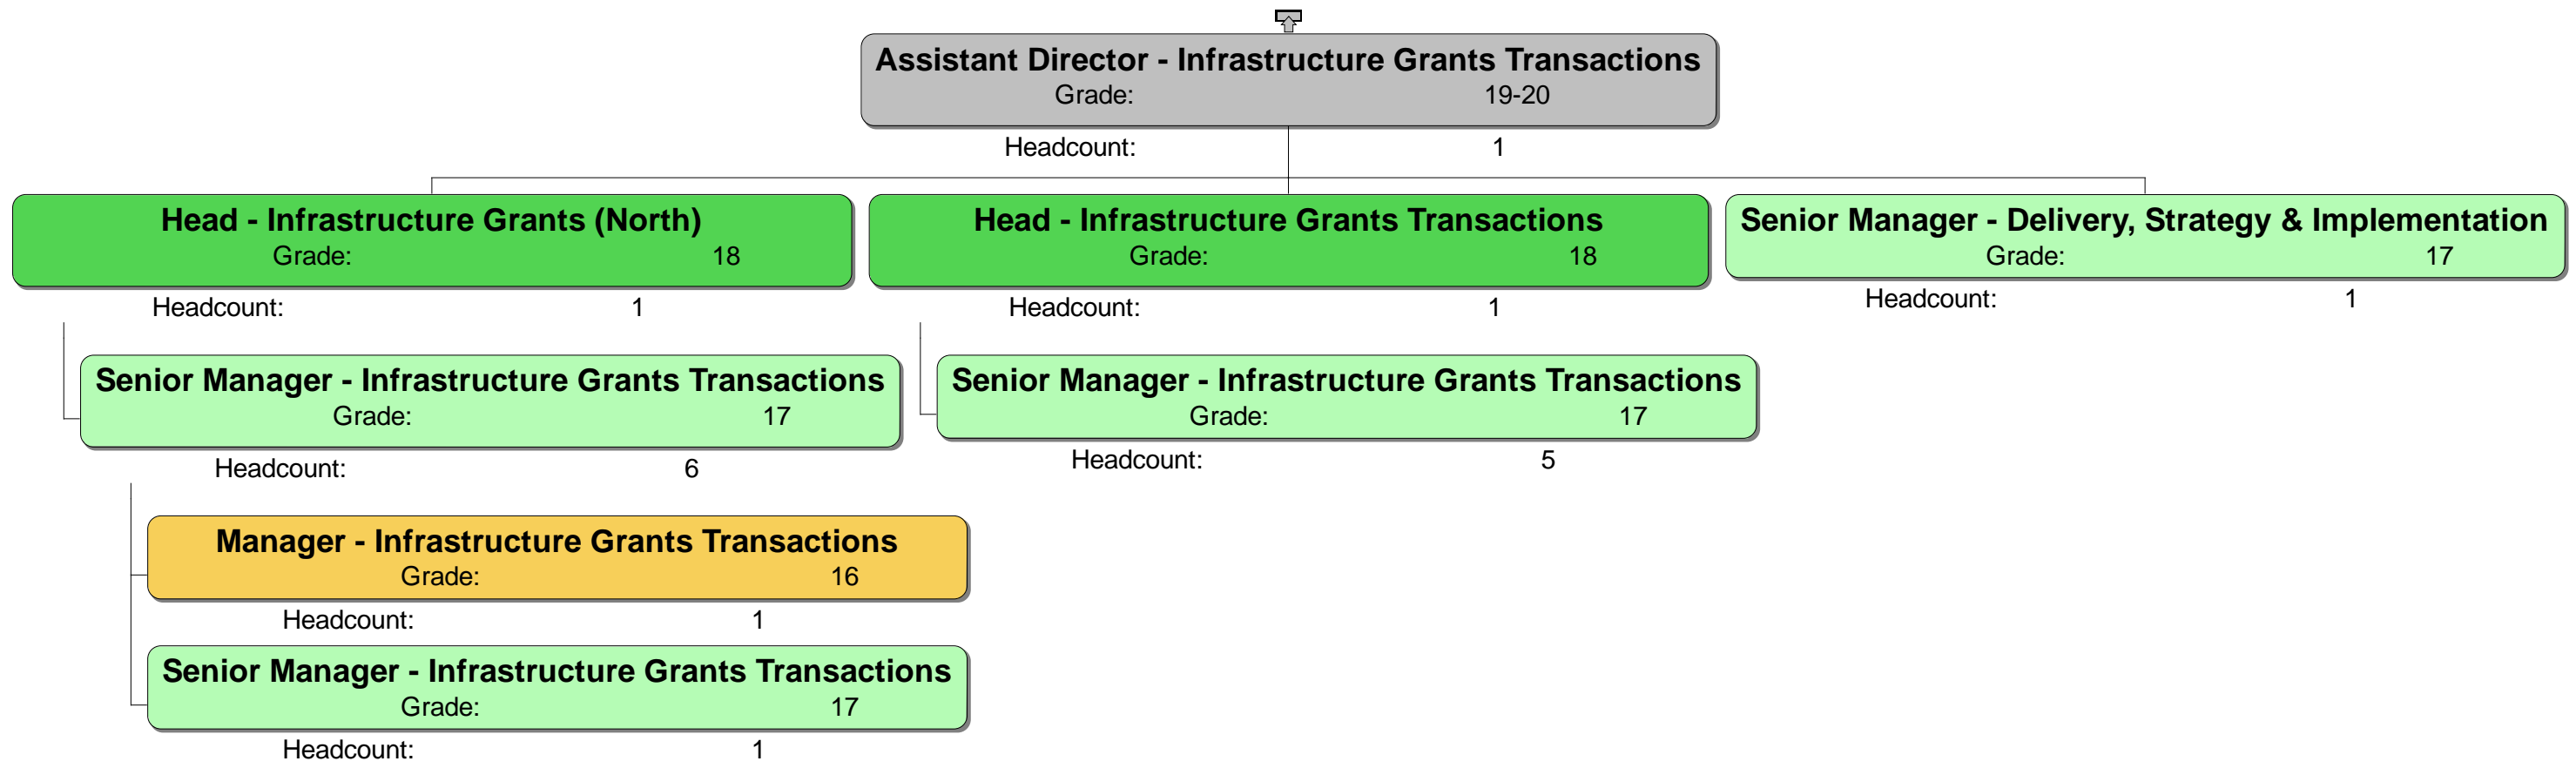 Assistant Director - Infrastructure Grants Transactions
Grade: 19-20
Headcount: 1
Head - Infrastructure Grants (North)
Grade: 18
Headcount: 1
Head - Infrastructure Grants Transactions
Grade: 18
Headcount: 1
Senior Manager - Delivery, Strategy & Implementation
Grade: 17
Headcount: 1
Senior Manager - Infrastructure Grants Transactions
Grade: 17
Headcount: 6
Senior Manager - Infrastructure Grants Transactions
Grade: 17
Headcount: 5
Manager - Infrastructure Grants Transactions
Grade: 16
Headcount: 1
Senior Manager - Infrastructure Grants Transactions
Grade: 17
Headcount: 1